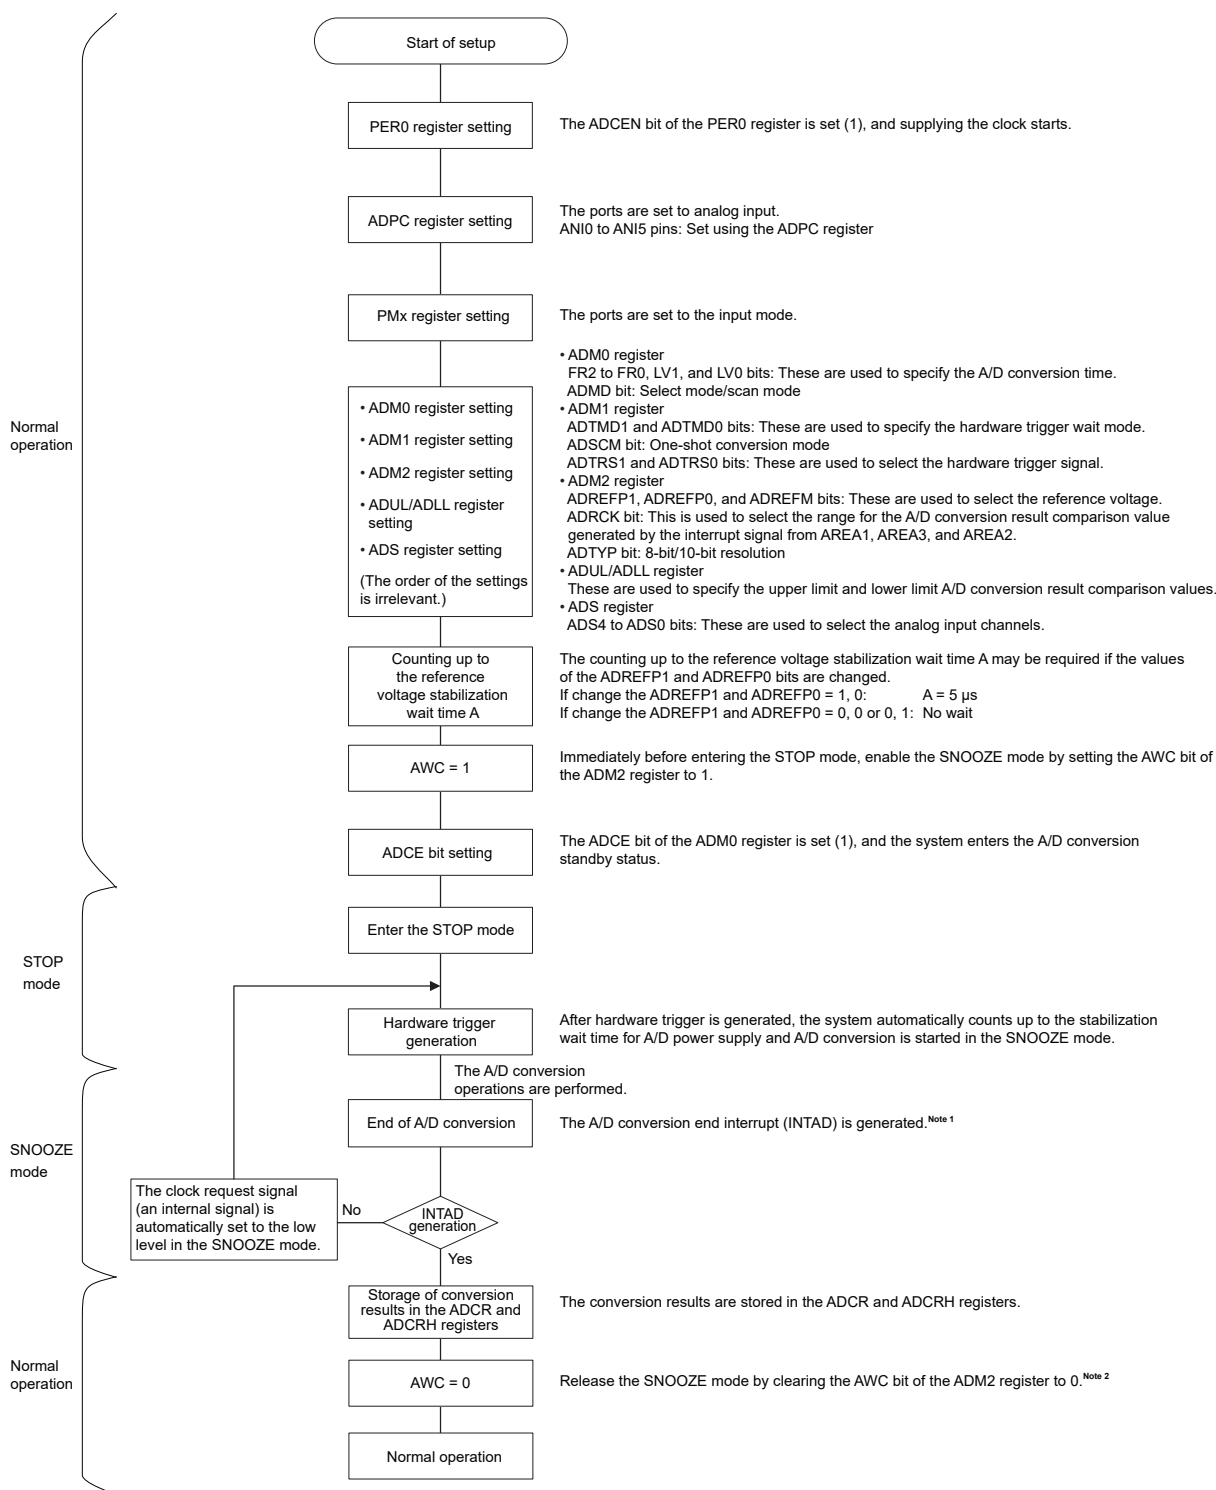 Start of setup
PER0 register setting
The ADCEN bit of the PER0 register is set (1), and supplying the clock starts.
ADPC register setting
The ports are set to analog input.
ANI0 to ANI5 pins: Set using the ADPC register
PMx register setting
The ports are set to the input mode.
Normal
operation
• ADM0 register setting
• ADM1 register setting
• ADM2 register setting
• ADUL/ADLL register
setting
• ADS register setting
(The order of the settings
is irrelevant.)
• ADM0 register
FR2 to FR0, LV1, and LV0 bits: These are used to specify the A/D conversion time.
ADMD bit: Select mode/scan mode
• ADM1 register
ADTMD1 and ADTMD0 bits: These are used to specify the hardware trigger wait mode.
ADSCM bit: One-shot conversion mode
ADTRS1 and ADTRS0 bits: These are used to select the hardware trigger signal.
• ADM2 register
ADREFP1, ADREFP0, and ADREFM bits: These are used to select the reference voltage.
ADRCK bit: This is used to select the range for the A/D conversion result comparison value
generated by the interrupt signal from AREA1, AREA3, and AREA2.
ADTYP bit: 8-bit/10-bit resolution
• ADUL/ADLL register
These are used to specify the upper limit and lower limit A/D conversion result comparison values.
• ADS register
ADS4 to ADS0 bits: These are used to select the analog input channels.
Counting up to
the reference
voltage stabilization
wait time A
The counting up to the reference voltage stabilization wait time A may be required if the values
of the ADREFP1 and ADREFP0 bits are changed.
If change the ADREFP1 and ADREFP0 = 1, 0: A = 5 µs
If change the ADREFP1 and ADREFP0 = 0, 0 or 0, 1: No wait
AWC = 1
Immediately before entering the STOP mode, enable the SNOOZE mode by setting the AWC bit of
the ADM2 register to 1.
ADCE bit setting
The ADCE bit of the ADM0 register is set (1), and the system enters the A/D conversion
standby status.
Enter the STOP mode
STOP
mode
Hardware trigger
generation
After hardware trigger is generated, the system automatically counts up to the stabilization
wait time for A/D power supply and A/D conversion is started in the SNOOZE mode.
The A/D conversion
operations are performed.
End of A/D conversion
The A/D conversion end interrupt (INTAD) is generated.Note 1
SNOOZE
mode
The clock request signal
(an internal signal) is
automatically set to the low
level in the SNOOZE mode.
No
INTAD
generation
Yes
Storage of conversion
results in the ADCR and
ADCRH registers
The conversion results are stored in the ADCR and ADCRH registers.
Normal
operation
AWC = 0
Release the SNOOZE mode by clearing the AWC bit of the ADM2 register to 0.Note 2
Normal operation